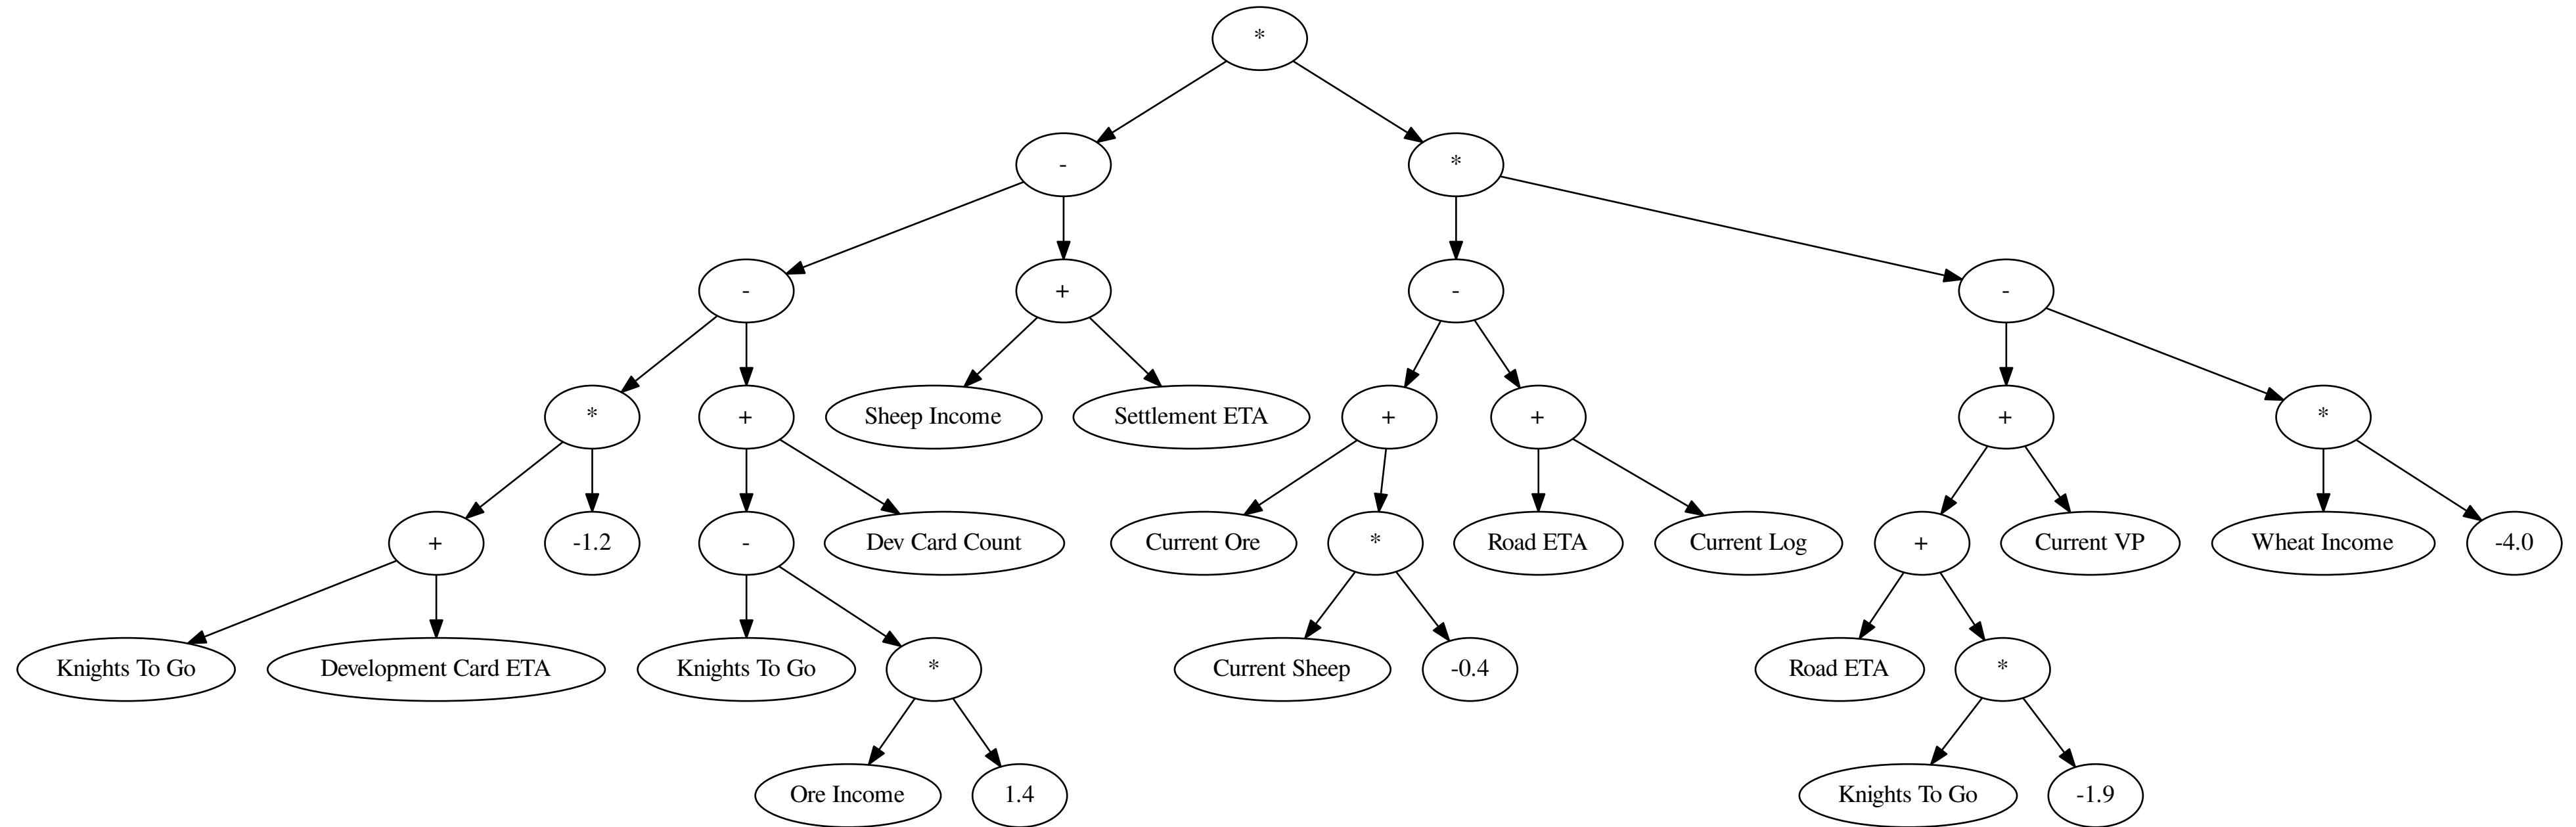 *
-
*
-
+
-
-
*
+
Sheep Income
Settlement ETA
+
+
+
*
+
-1.2
-
Dev Card Count
Current Ore
*
Road ETA
Current Log
+
Current VP
Wheat Income
-4.0
Knights To Go
Development Card ETA
Knights To Go
*
Current Sheep
-0.4
Road ETA
*
Ore Income
1.4
Knights To Go
-1.9